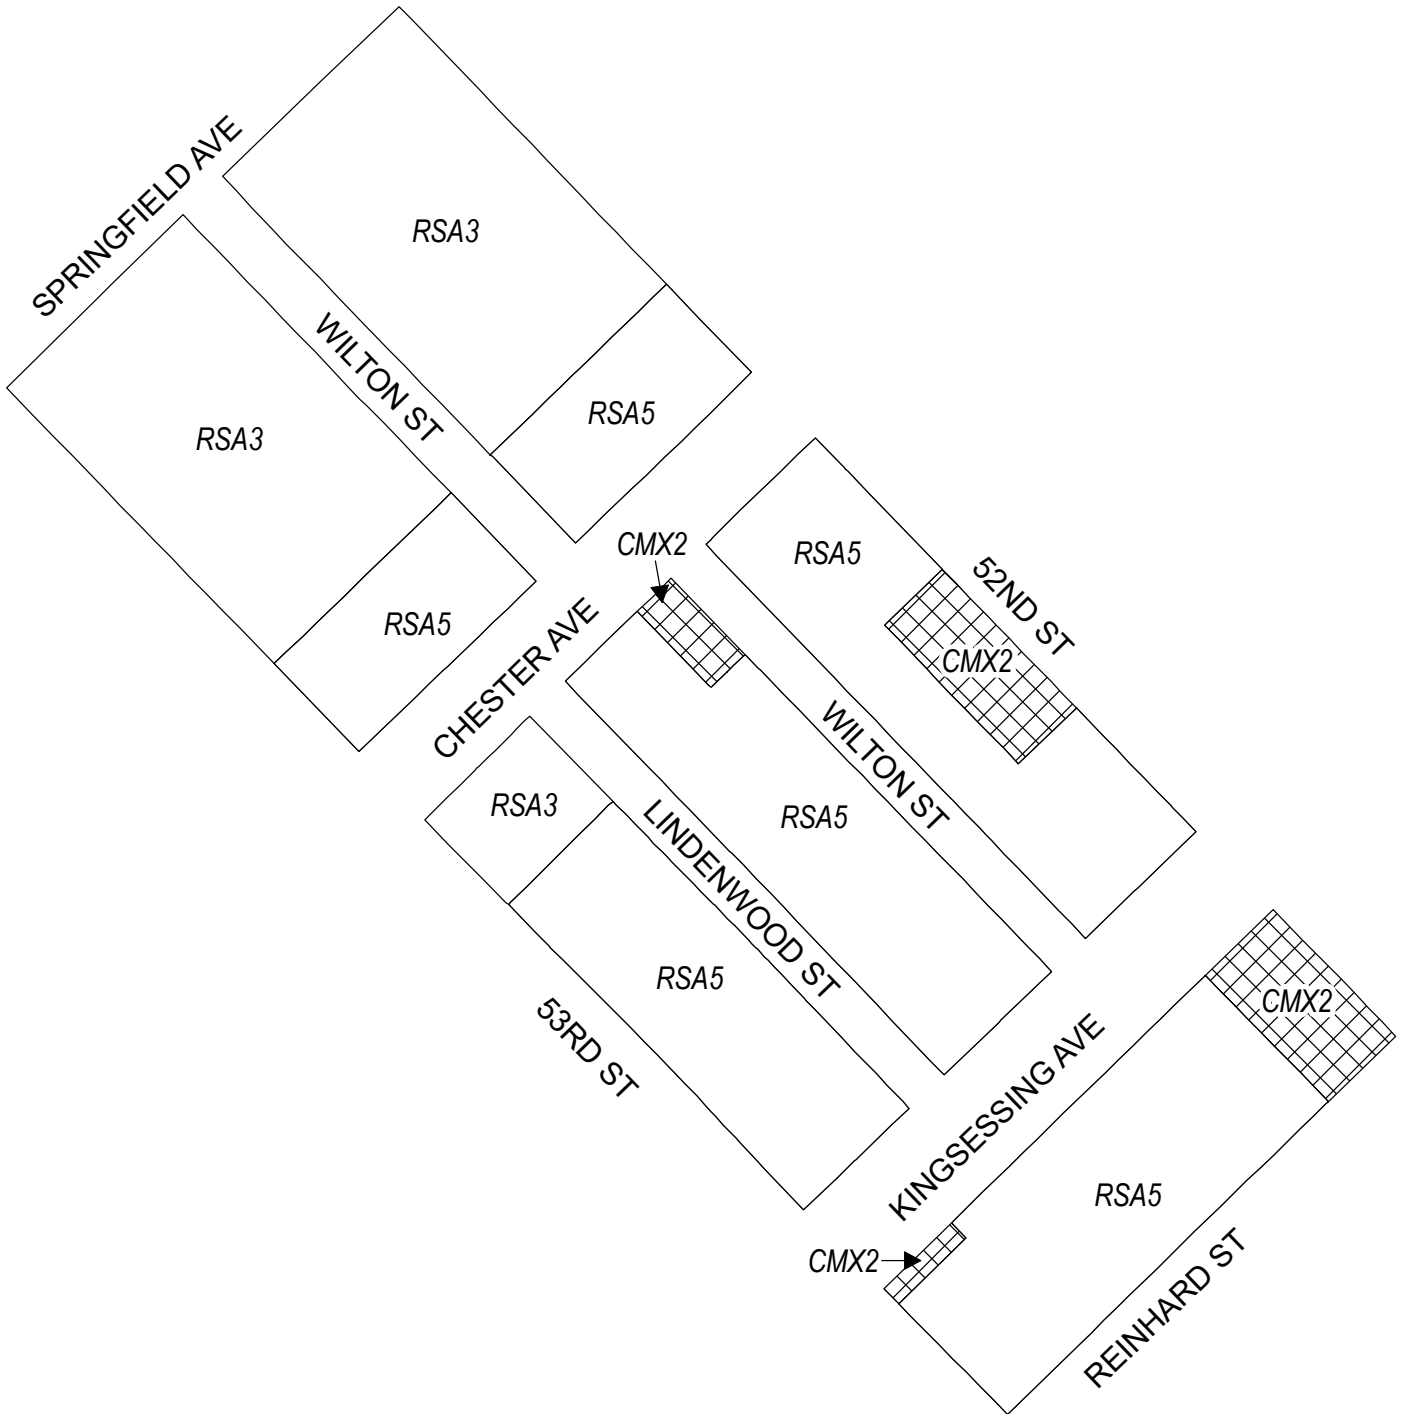 SPRINGFIELD AVE
RSA3
WILTON ST
RSA3
RSA5
CMX2
RSA5
52ND ST
RSA5
CHESTER AVE
CMX2
WILTON ST
RSA3
RSA5
LINDENWOOD ST
RSA5
53RD ST
CMX2
KINGSESSING AVE
RSA5
CMX2
REINHARD ST